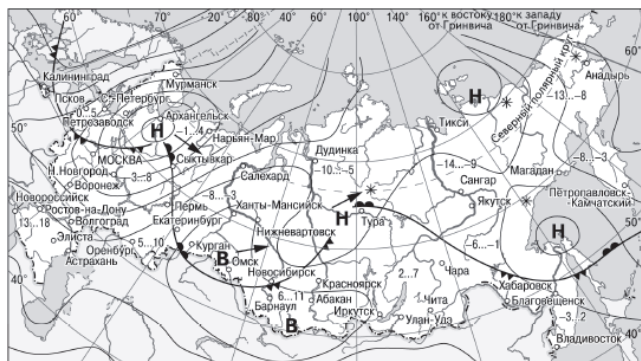 60°
20°
40°
60°
100°
120°
140°
160°
к востоку
от Гринвича
180°
к западу
от Гринвича
60°
Калининград
Мурманск
Северный полярный круг
Анадырь
Псков
С.-Петербург
0...5
Петрозаводск
Архангельск
Н
Н
−13...−8
50°
−1...4
Нарьян-Мар
Тикси
МОСКВА
Сыктывкар
Дудинка
−8...−3
Н.Новгород
3...8
Салехард
−10...−5
−14...−9
Магадан
Воронеж
Сангар
Петропавловск-
Камчатский
Новороссийск
Пермь
−8...−3
Ханты-Мансийск
Якутск
13...18
Ростов-на-Дону
Екатеринбург
Н
Тура
50°
Волгоград
Нижневартовск
Н
Элиста
5...10
Курган
−6...−1
Оренбург
В
Омск
Астрахань
Новосибирск
2...7
Чара
Красноярск
Хабаровск
40°
Барнаул
6...11
Абакан
Чита
Благовещенск
Иркутск
Улан-Удэ
−3...2
В
Владивосток
60°
80°
100°
120°